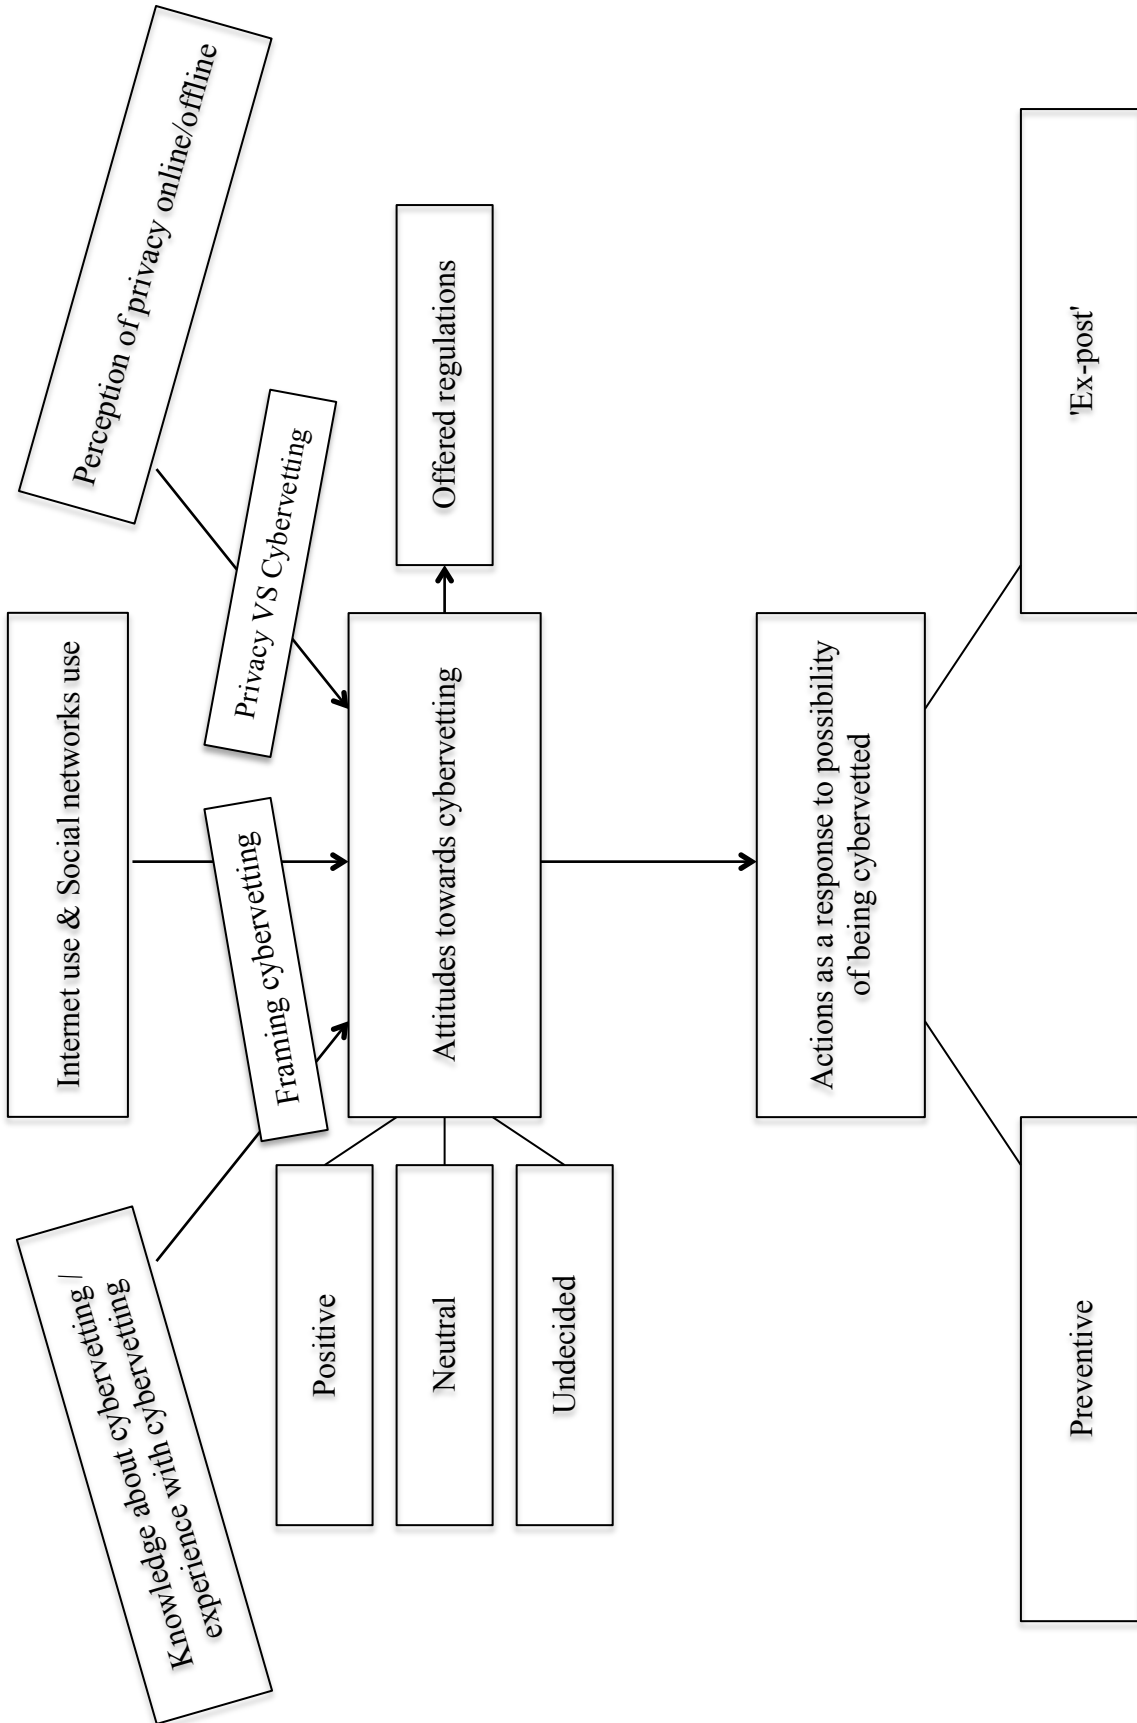 Knowledge about cybervetting /
experience with cybervetting
Internet use & Social networks use
Perception of privacy online/offline
Framing cybervetting
Privacy VS Cybervetting
Positive
Neutral
Undecided
Attitudes towards cybervetting
Offered regulations
Actions as a response to possibility
of being cybervetted
Preventive
'Ex-post'